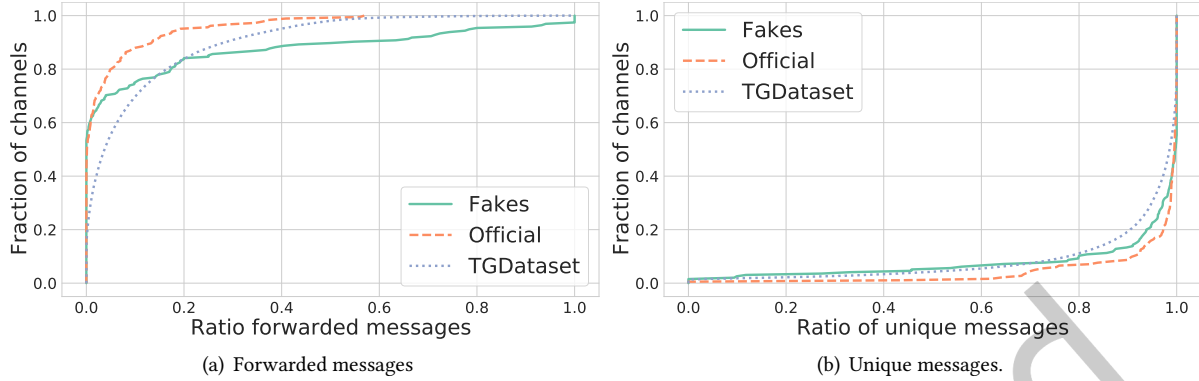 Fraction of channels
1.0
0.8
0.6
0.4
0.2
0.0
Fakes
Official
TGDataset
0.0 0.2 0.4 0.6 0.8 1.0
Ratio forwarded messages
(a) Forwarded messages
Fraction of channels
1.0
0.8
0.6
0.4
0.2
0.0
Fakes
Official
TGDataset
0.0 0.2 0.4 0.6 0.8 1.0
Ratio of unique messages
(b) Unique messages.
d